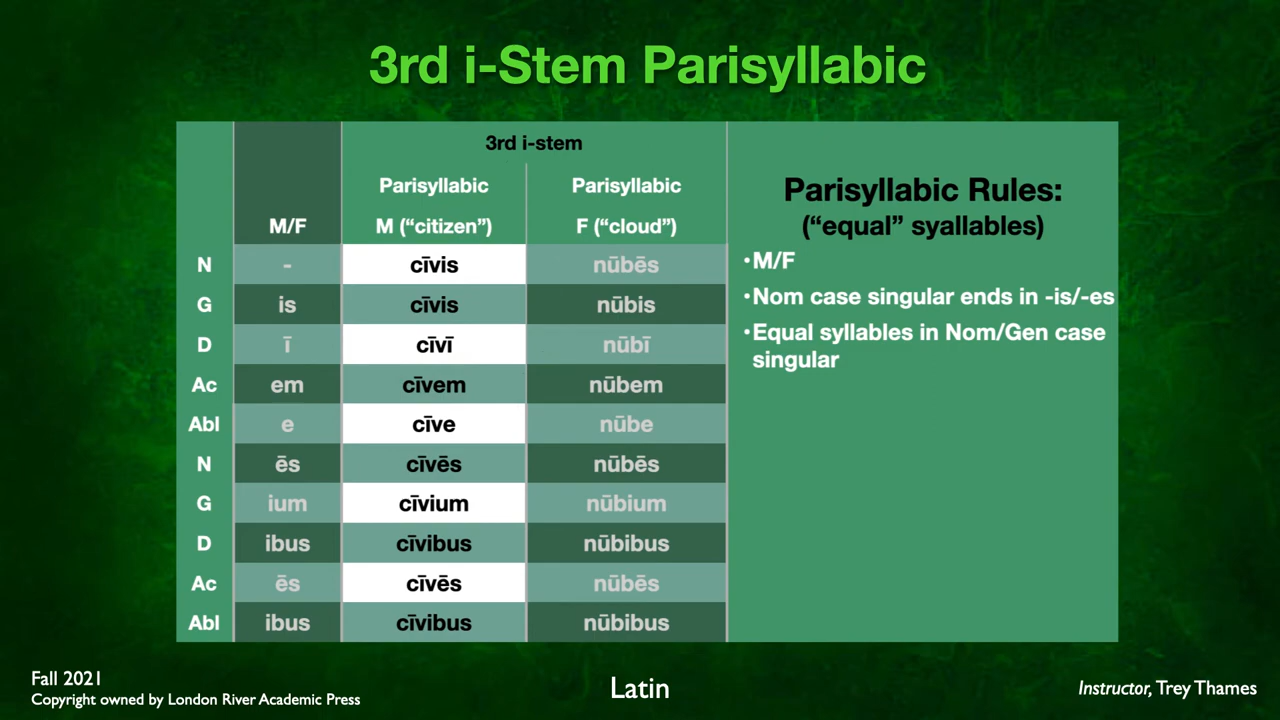 3rd i-Stem Parisyllabic
3rd i-stem
Parisyllabic Parisyllabic
M/F M (“citizen”) F (“cloud”)
N - cīvis nūbēs
G is cīvis nūbis
D ī cīvī nūbī
Ac em cīvem nūbem
Abl e cīve nūbe
N ēs cīvēs nūbēs
G ium cīvium nūbium
D ibus cīvibus nūbibus
Ac ēs cīvēs nūbēs
Abl ibus cīvibus nūbibus
Parisyllabic Rules:
(“equal” syallables)
•M/F
•Nom case singular ends in -is/-es
•Equal syllables in Nom/Gen case
singular
Fall 2021
Copyright owned by London River Academic Press
Latin
Instructor, Trey Thames